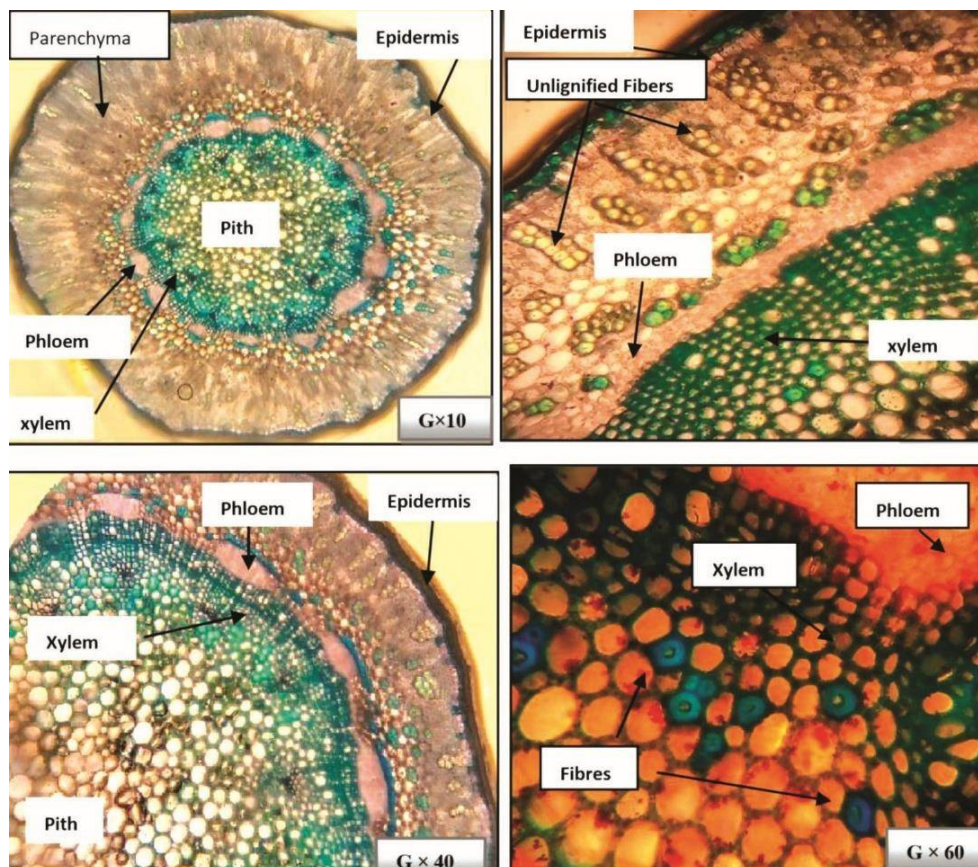 Parenchyma
Epidermis
Pith
Phloem
xylem
G×10
Epidermis
Unlignified Fibers
Phloem
xylem
Phloem
Epidermis
Xylem
Pith
G × 40
Phloem
Xylem
Fibres
G × 60